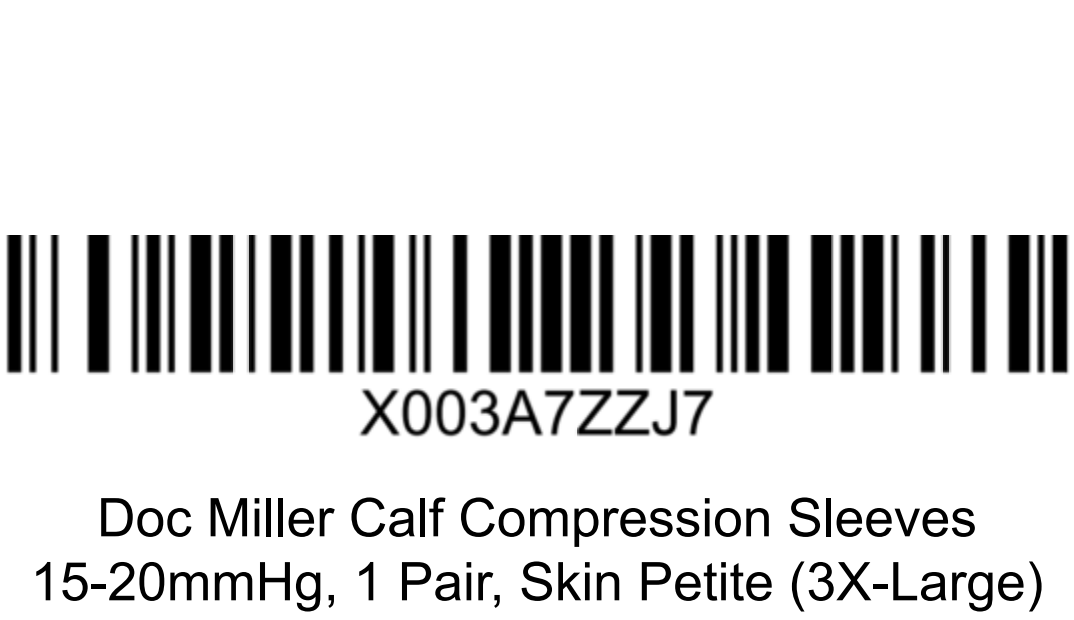 X003A7ZZJ7
Doc Miller Calf Compression Sleeves
15-20mmHg, 1 Pair, Skin Petite (3X-Large)